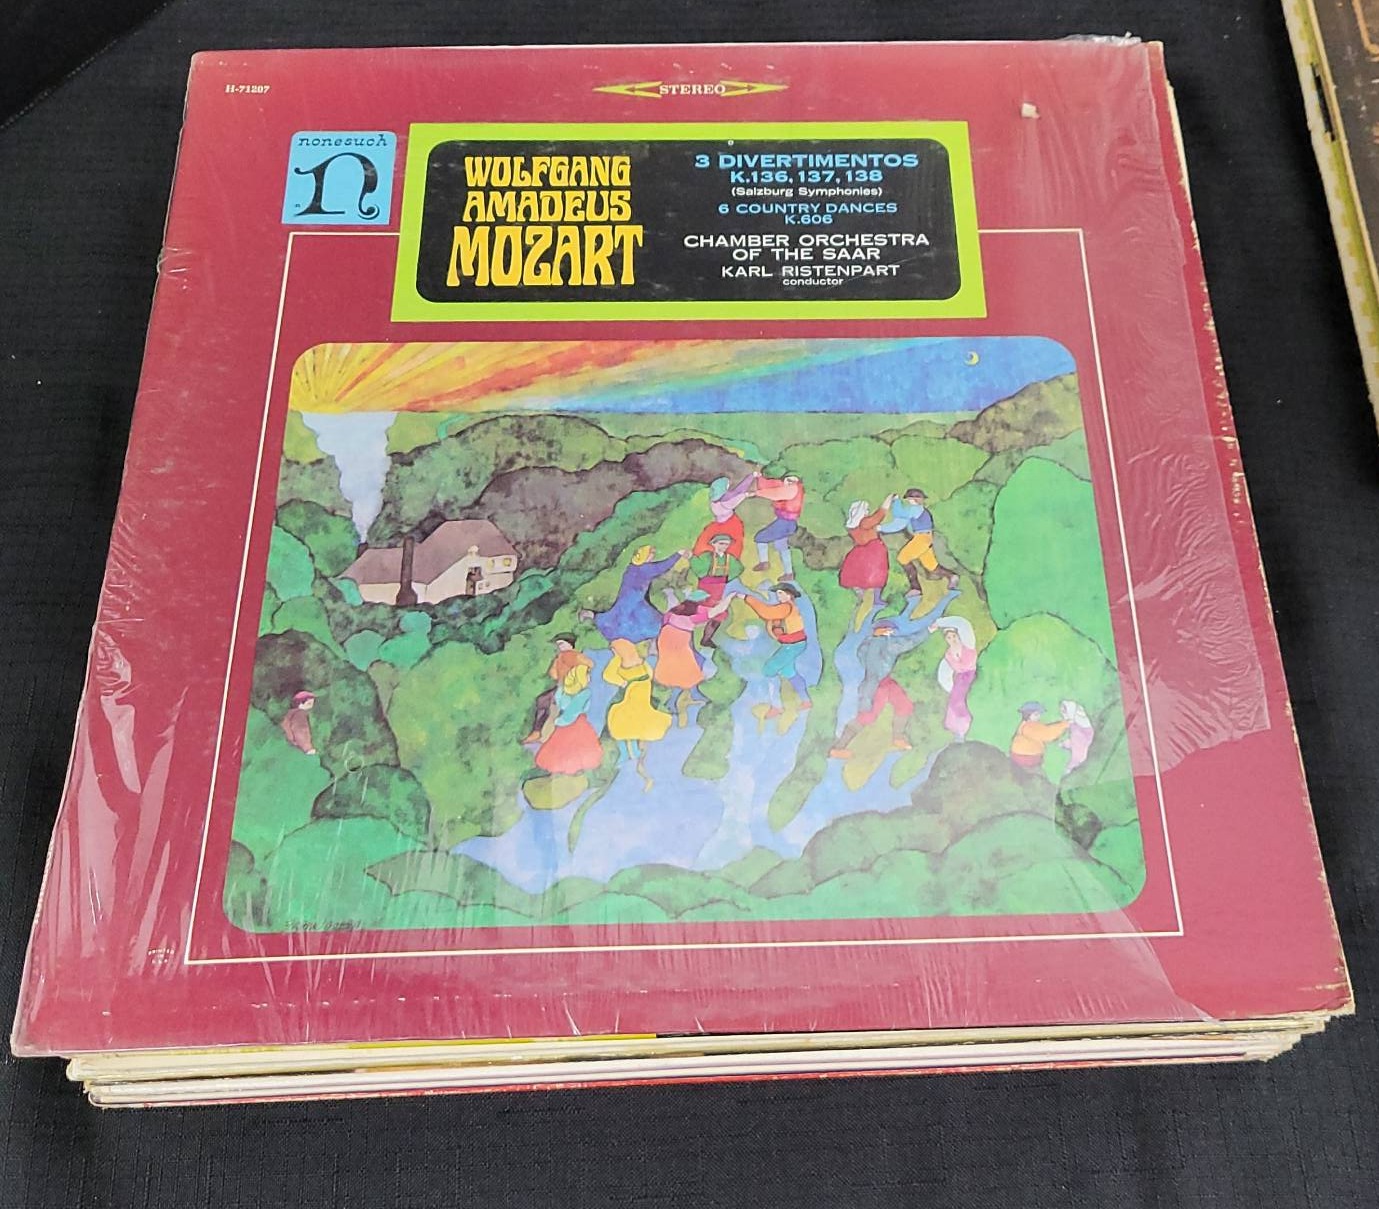 H-71207
STEREO
nonesuch
n
WOLFGANG
AMADEUS
MOZART
3 DIVERTIMENTOS
K.136, 137, 138
(Salzburg Symphonies)
6 COUNTRY DANCES
K.606
CHAMBER ORCHESTRA
OF THE SAAR
KARL RISTENPART
conductor